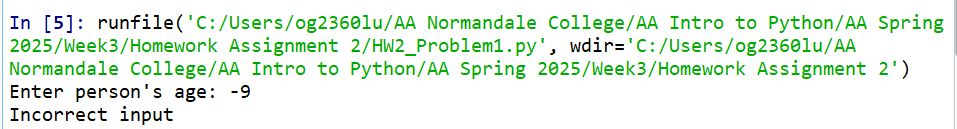 In [5]: runfile('C:/Users/og2360lu/AA Normandale College/AA Intro to Python/AA Spring
2025/Week3/Homework Assignment 2/HW2_Problem1.py', wdir='C:/Users/og2360lu/AA
Normandale College/AA Intro to Python/AA Spring 2025/Week3/Homework Assignment 2')
Enter person's age: -9
Incorrect input